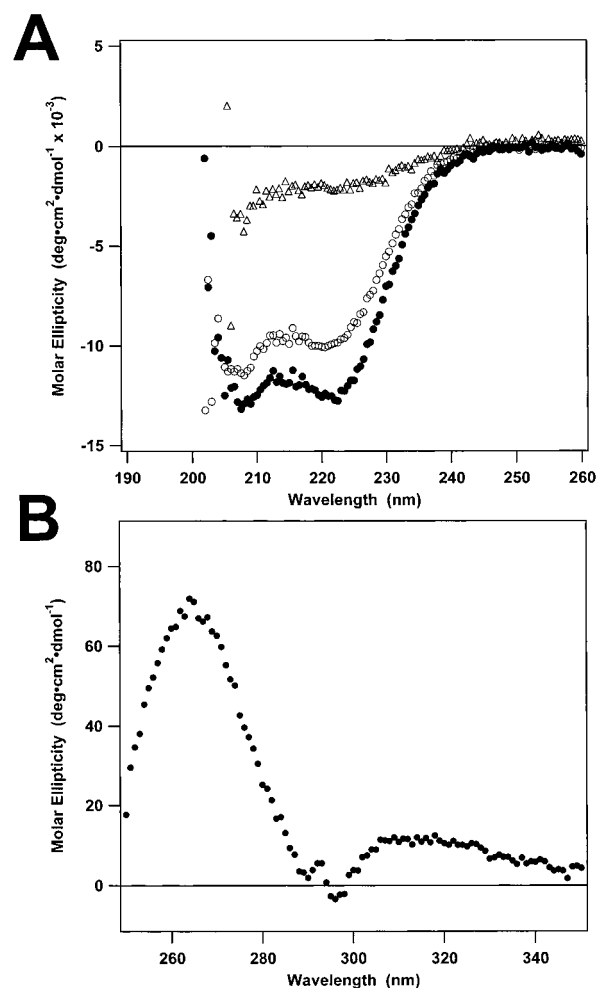 A
Molar Ellipticity (deg•cm²•dmol⁻¹ x 10⁻³)
5
0
-5
-10
-15
190 200 210 220 230 240 250 260
Wavelength (nm)
B
Molar Ellipticity (deg•cm²•dmol⁻¹)
80
60
40
20
0
260 280 300 320 340
Wavelength (nm)